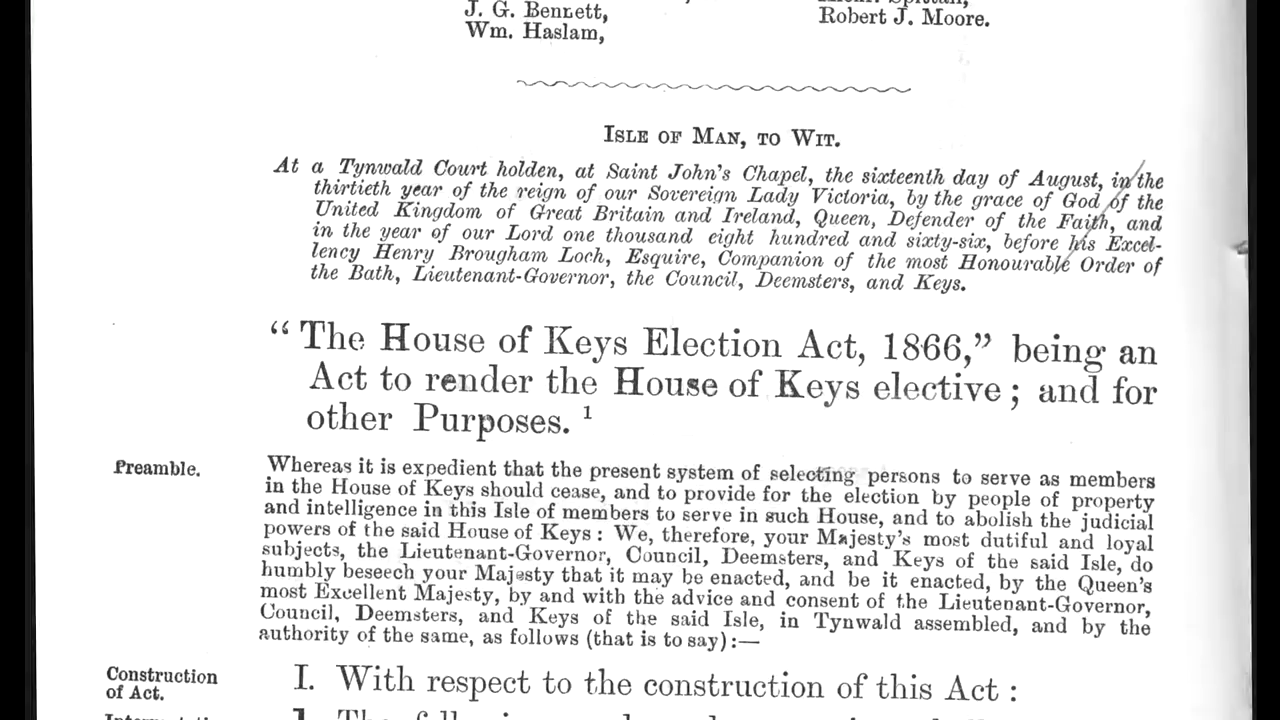 J. G. Bennett,
Wm. Haslam,
Robert J. Moore.
Isle of Man, to Wit.
At a Tynwald Court holden, at Saint John's Chapel, the sixteenth day of August, in the
thirtieth year of the reign of our Sovereign Lady Victoria, by the grace of God of the
United Kingdom of Great Britain and Ireland, Queen, Defender of the Faith, and
in the year of our Lord one thousand eight hundred and sixty-six, before his Excel-
lency Henry Brougham Loch, Esquire, Companion of the most Honourable Order of
the Bath, Lieutenant-Governor, the Council, Deemsters, and Keys.
“The House of Keys Election Act, 1866,” being an
Act to render the House of Keys elective; and for
other Purposes. 1
Preamble.
Whereas it is expedient that the present system of selecting persons to serve as members
in the House of Keys should cease, and to provide for the election by people of property
and intelligence in this Isle of members to serve in such House, and to abolish the judicial
powers of the said House of Keys: We, therefore, your Majesty's most dutiful and loyal
subjects, the Lieutenant-Governor, Council, Deemsters, and Keys of the said Isle, do
humbly beseech your Majesty that it may be enacted, and be it enacted, by the Queen's
most Excellent Majesty, by and with the advice and consent of the Lieutenant-Governor,
Council, Deemsters, and Keys of the said Isle, in Tynwald assembled, and by the
authority of the same, as follows (that is to say):—
Construction
of Act.
I. With respect to the construction of this Act: